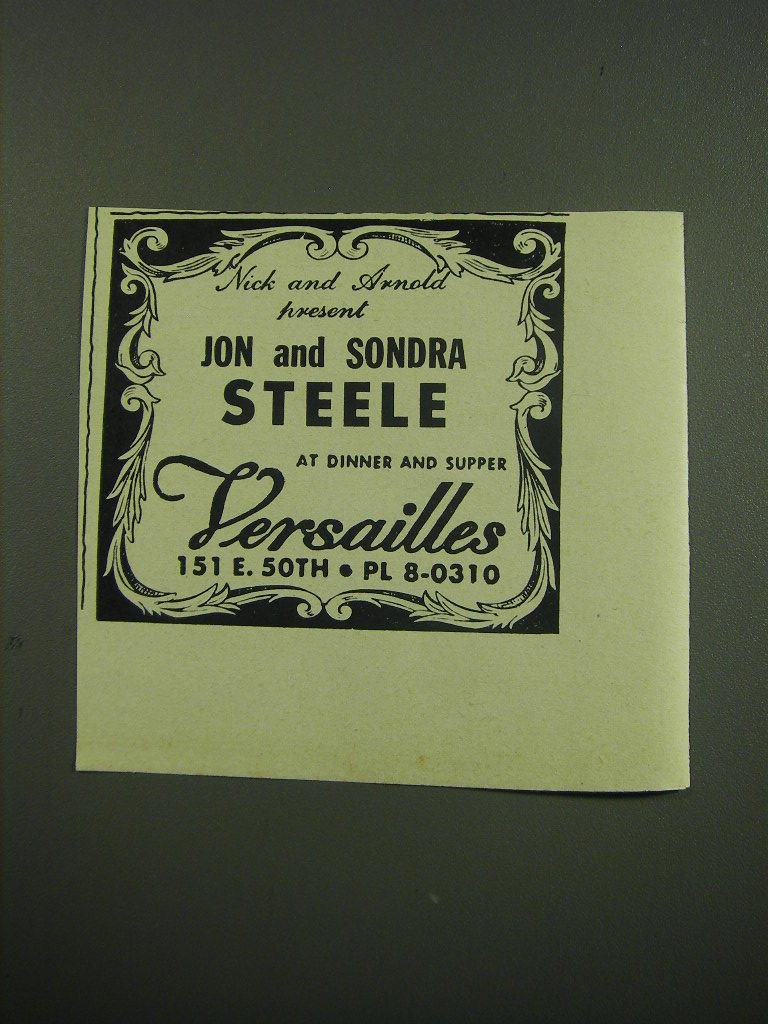 Nick and Arnold
present
JON and SONDRA
STEELE
AT DINNER AND SUPPER
Versailles
151 E. 50TH • PL 8-0310